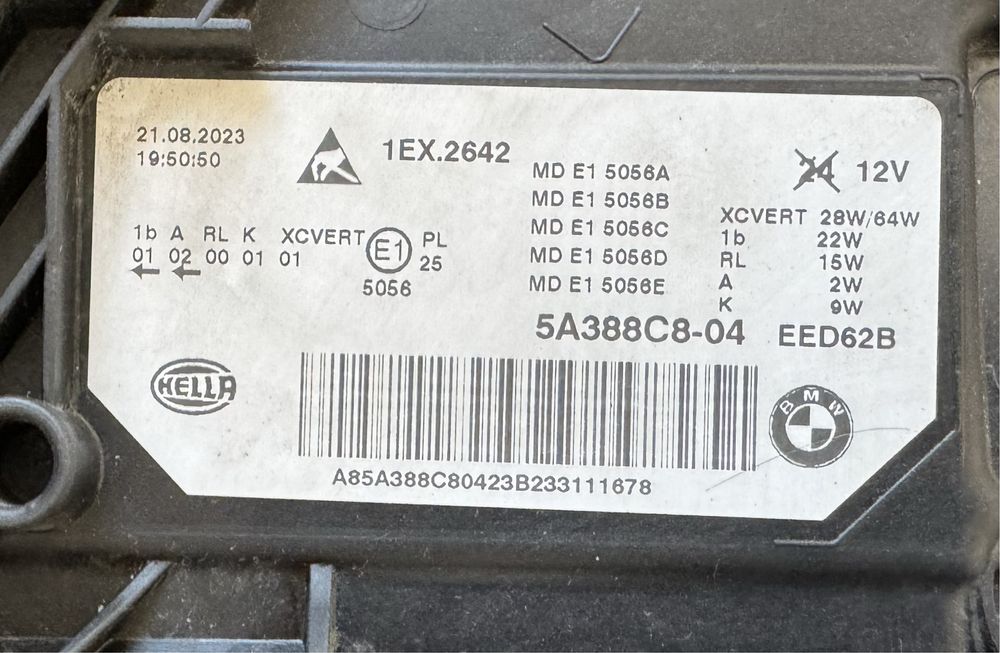 21.08.2023
19:50:50
1EX.2642
MD E1 5056A
MD E1 5056B
MD E1 5056C
MD E1 5056D
MD E1 5056E
24 12V
XCVERT 28W/64W
1b 22W
RL 15W
A 2W
K 9W
1b A RL K XCVERT
01 02 00 01 01
E1
PL
25
5056
5A388C8-04 EED62B
HELLA
BMW
A85A388C80423B233111678